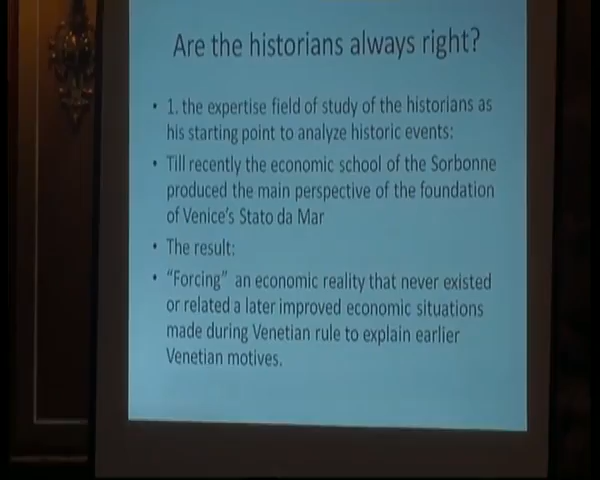 Are the historians always right?
• 1. the expertise field of study of the historians as
his starting point to analyze historic events:
• Till recently the economic school of the Sorbonne
produced the main perspective of the foundation
of Venice's Stato da Mar
• The result:
• "Forcing" an economic reality that never existed
or related a later improved economic situations
made during Venetian rule to explain earlier
Venetian motives.